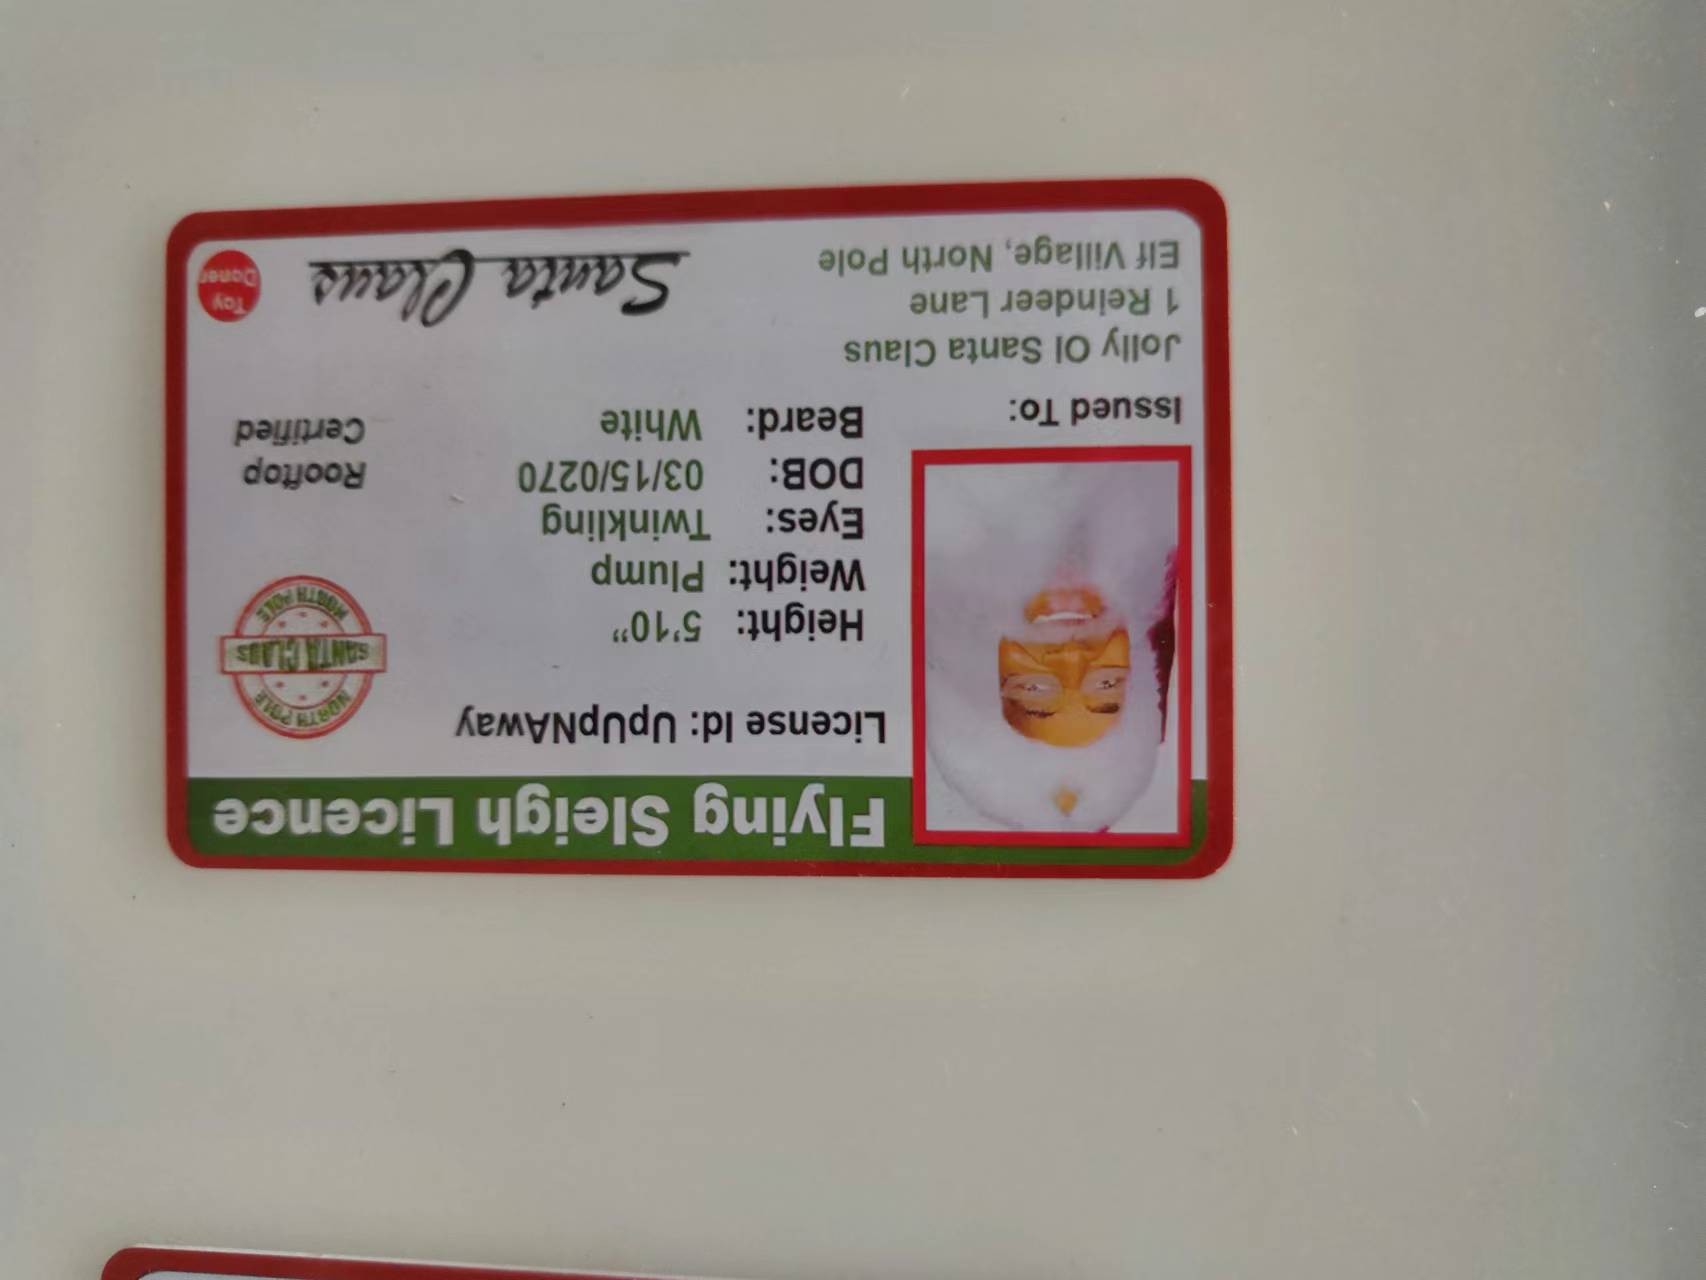 Flying Sleigh Licence
License Id: UpUpNAway
Height: 5'10"
Weight: Plump
Eyes: Twinkling
DOB: 03/15/0270
Beard: White
NORTH POLE
SANTA CLAUS
NORTH POLE
Rooftop
Certified
Issued To:
Jolly Ol Santa Claus
1 Reindeer Lane
Elf Village, North Pole
Santa Claus
Toy
Doner